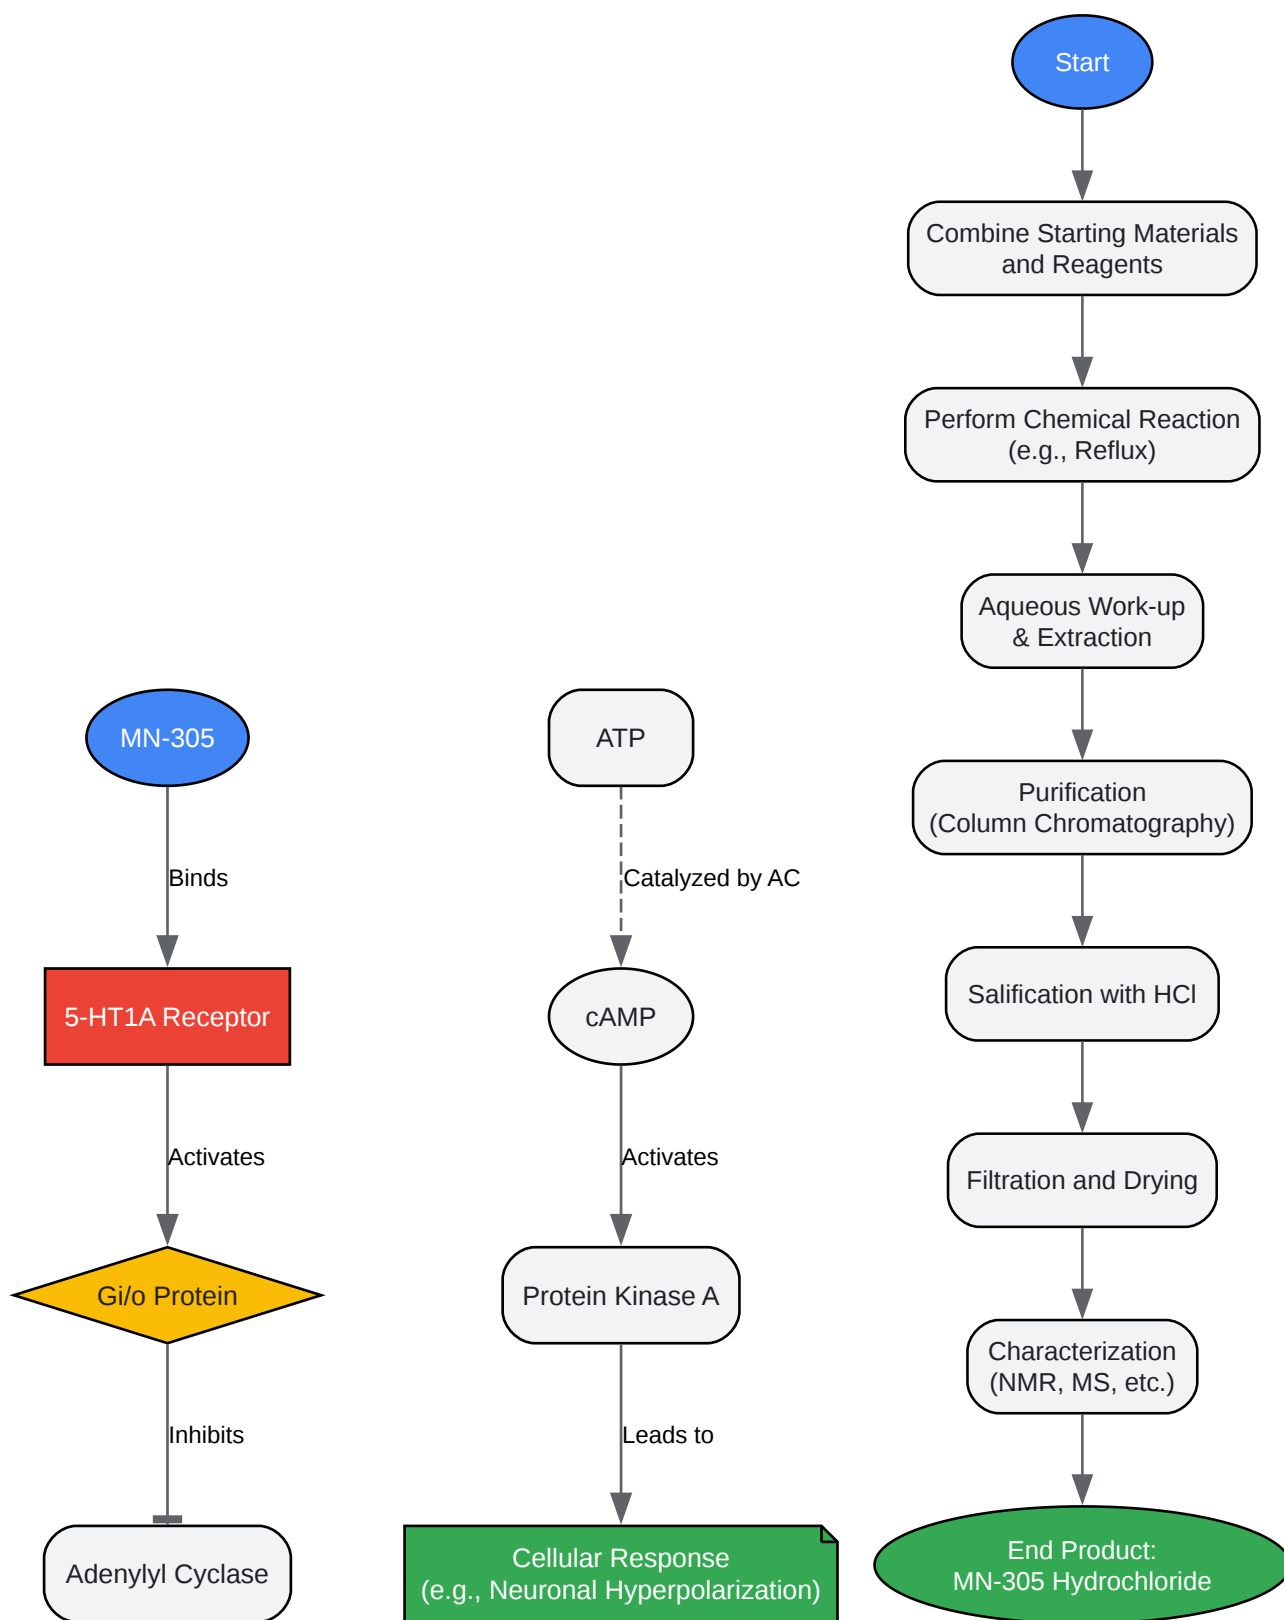 MN-305
Binds
5-HT1A Receptor
Activates
Gi/o Protein
Inhibits
Adenylyl Cyclase
ATP
Catalyzed by AC
cAMP
Activates
Protein Kinase A
Leads to
Cellular Response
(e.g., Neuronal Hyperpolarization)
Start
Combine Starting Materials
and Reagents
Perform Chemical Reaction
(e.g., Reflux)
Aqueous Work-up
& Extraction
Purification
(Column Chromatography)
Salification with HCl
Filtration and Drying
Characterization
(NMR, MS, etc.)
End Product:
MN-305 Hydrochloride